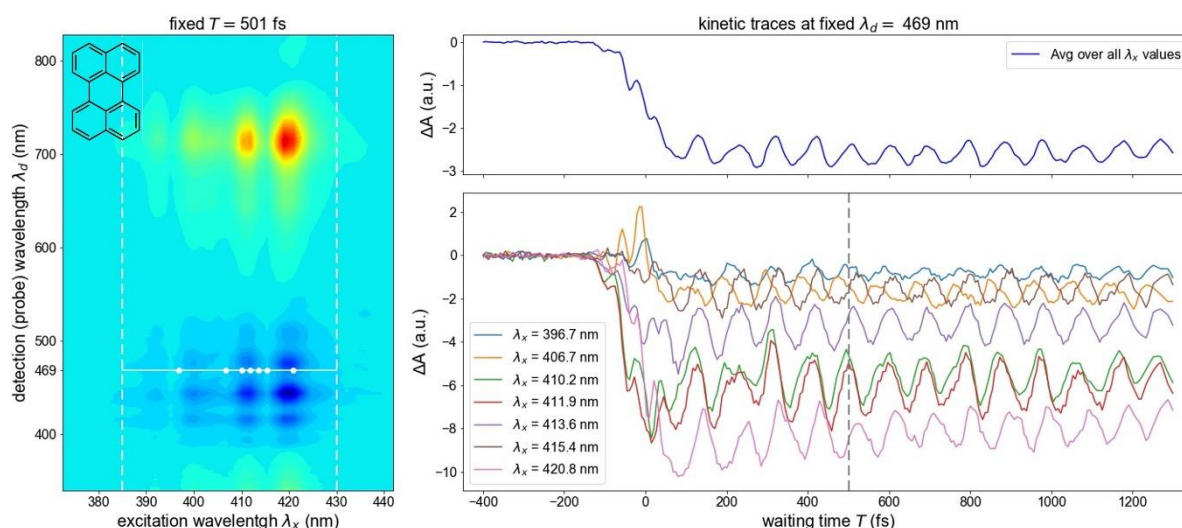 fixed T = 501 fs
detection (probe) wavelength λd (nm)
800
700
600
500
469
400
380
390
400
410
420
430
440
excitation wavelentgh λx (nm)
kinetic traces at fixed λd = 469 nm
ΔA (a.u.)
0
−1
−2
−3
Avg over all λx values
ΔA (a.u.)
2
0
−2
−4
−6
−8
−10
λx = 396.7 nm
λx = 406.7 nm
λx = 410.2 nm
λx = 411.9 nm
λx = 413.6 nm
λx = 415.4 nm
λx = 420.8 nm
−400
−200
0
200
400
600
800
1000
1200
waiting time T (fs)